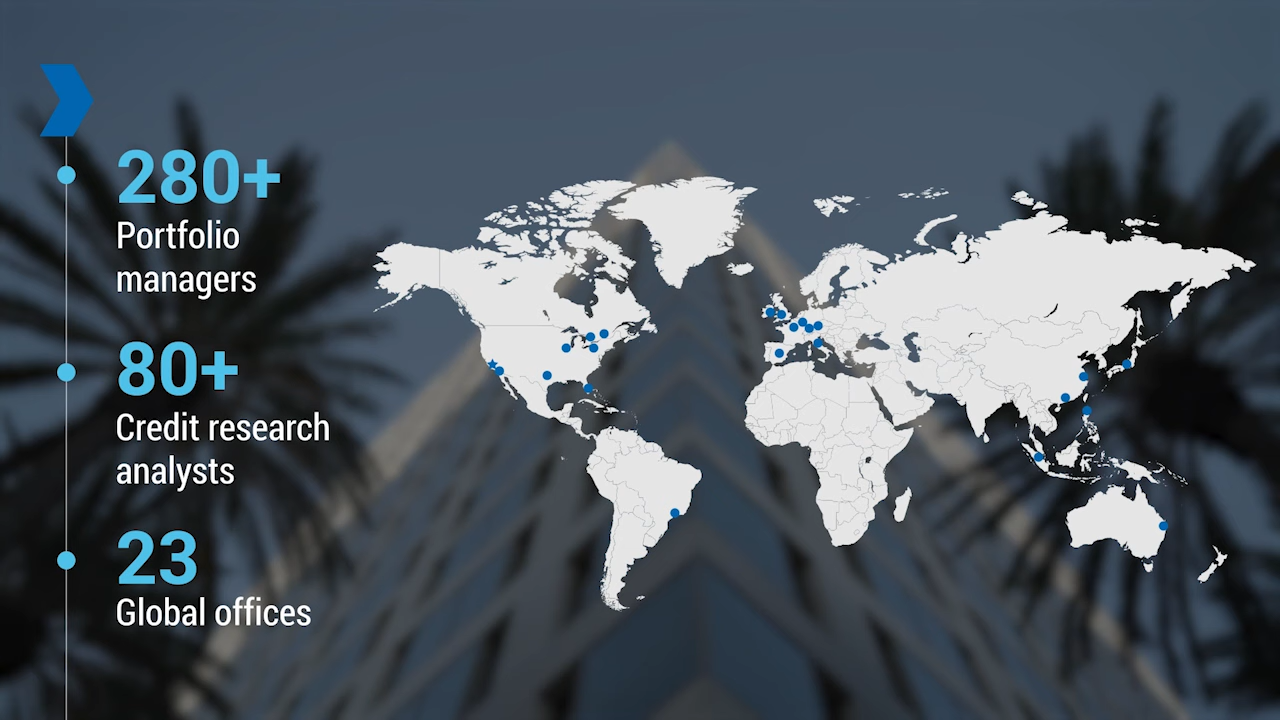 280+
Portfolio
managers
80+
Credit research
analysts
23
Global offices